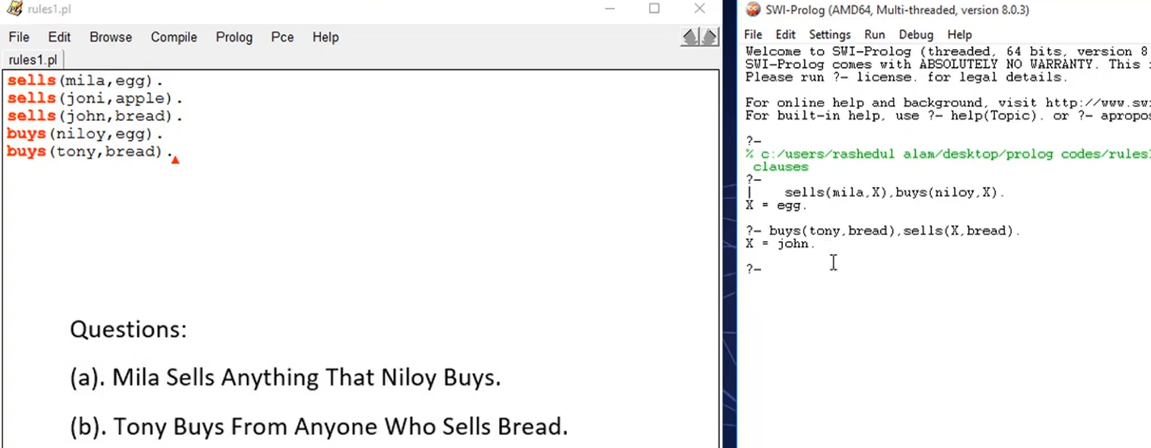 rules1.pl
File Edit Browse Compile Prolog Pce Help
rules1.pl
sells(mila,egg).
sells(joni,apple).
sells(john,bread).
buys(niloy,egg).
buys(tony,bread).
Questions:
(a). Mila Sells Anything That Niloy Buys.
(b). Tony Buys From Anyone Who Sells Bread.
SWI-Prolog (AMD64, Multi-threaded, version 8.0.3)
File Edit Settings Run Debug Help
Welcome to SWI-Prolog (threaded, 64 bits, version 8
SWI-Prolog comes with ABSOLUTELY NO WARRANTY. This
Please run ?- license. for legal details.
For online help and background, visit http://www.sw
For built-in help, use ?- help(Topic). or ?- apropos
?-
% c:/users/rashedul alam/desktop/prolog codes/rules1
clauses
?-
| sells(mila,X),buys(niloy,X).
X = egg.
?- buys(tony,bread),sells(X,bread).
X = john.
?-